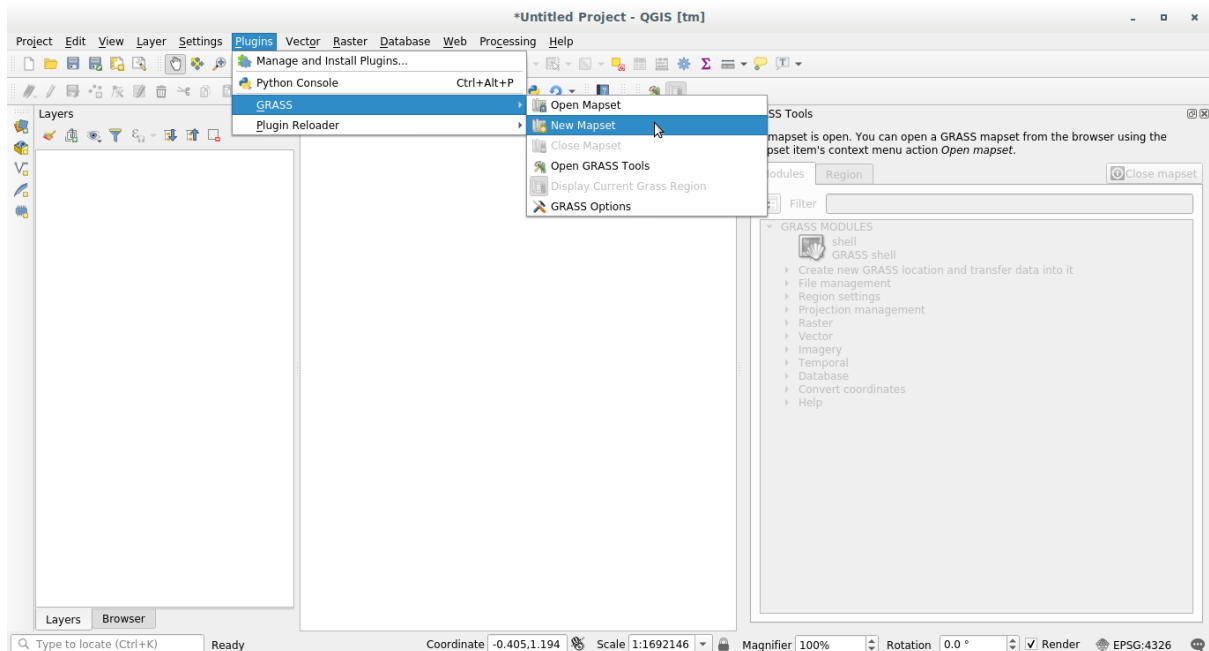 *Untitled Project - QGIS [tm]
Project Edit View Layer Settings Plugins Vector Raster Database Web Processing Help
Manage and Install Plugins...
Python Console Ctrl+Alt+P
GRASS
Plugin Reloader
Open Mapset
New Mapset
Close Mapset
Open GRASS Tools
Display Current Grass Region
GRASS Options
Layers
SS Tools
mapset is open. You can open a GRASS mapset from the browser using the
pset item's context menu action Open mapset.
odules Region Close mapset
Filter
GRASS MODULES
shell
GRASS shell
Create new GRASS location and transfer data into it
File management
Region settings
Projection management
Raster
Vector
Imagery
Temporal
Database
Convert coordinates
Help
Layers Browser
Type to locate (Ctrl+K) Ready Coordinate -0.405,1.194 Scale 1:1692146 Magnifier 100% Rotation 0.0 ° Render EPSG:4326